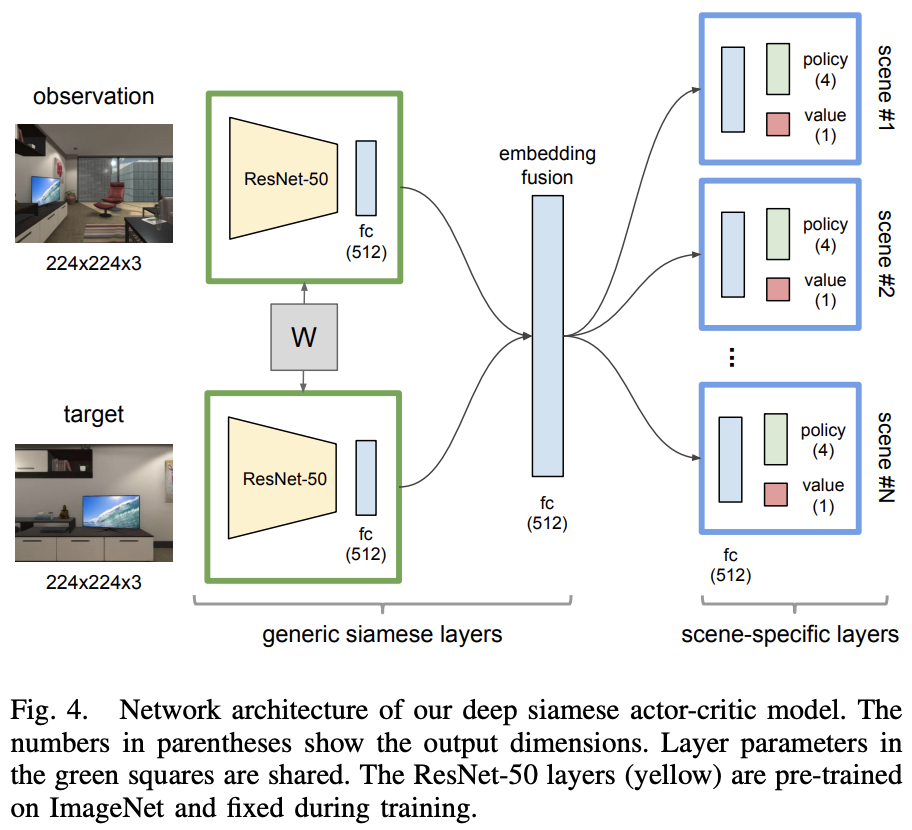 observation
224x224x3
ResNet-50
fc
(512)
W
target
224x224x3
ResNet-50
fc
(512)
embedding
fusion
fc
(512)
policy
(4)
value
(1)
scene #1
policy
(4)
value
(1)
scene #2
...
policy
(4)
value
(1)
scene #N
fc
(512)
generic siamese layers
scene-specific layers
Fig. 4. Network architecture of our deep siamese actor-critic model. The
numbers in parentheses show the output dimensions. Layer parameters in
the green squares are shared. The ResNet-50 layers (yellow) are pre-trained
on ImageNet and fixed during training.